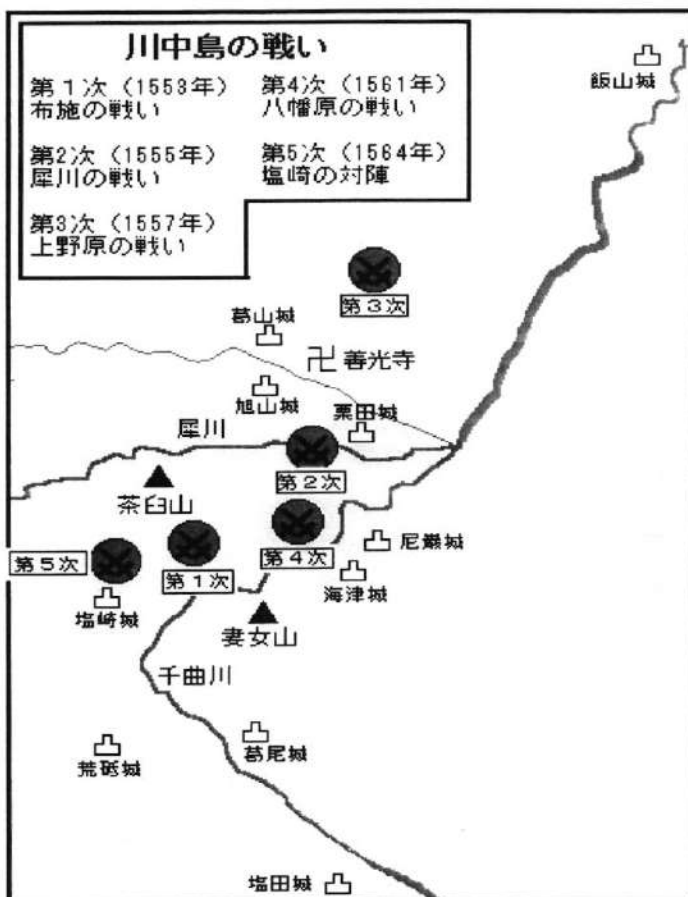 川中島の戦い
第1次（1553年）
布施の戦い
第2次（1555年）
犀川の戦い
第3次（1557年）
上野原の戦い
第4次（1561年）
八幡原の戦い
第5次（1564年）
塩崎の対陣
飯山城
第3次
葛山城
卍善光寺
旭山城
栗田城
犀川
第2次
茶臼山
第4次
尼巌城
第5次
第1次
海津城
塩崎城
妻女山
千曲川
荒砥城
葛尾城
塩田城